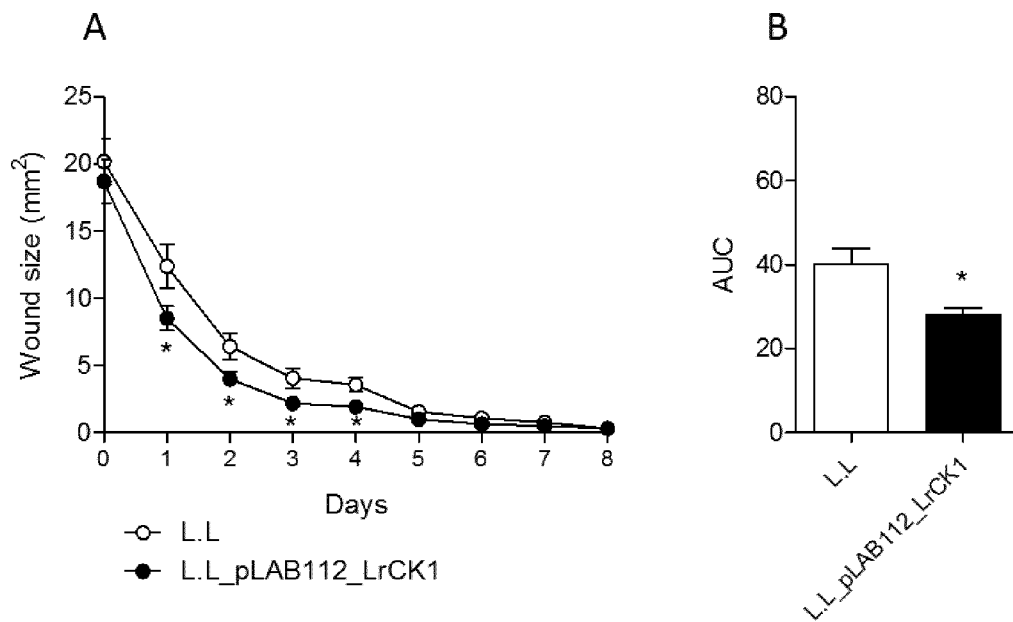 A
B
25
20
15
10
5
0
Wound size (mm²)
0 1 2 3 4 5 6 7 8
* * * *
Days
L.L
L.L_pLAB112_LrCK1
80
60
40
20
0
AUC
*
L.L
L.L_pLAB112_LrCK1